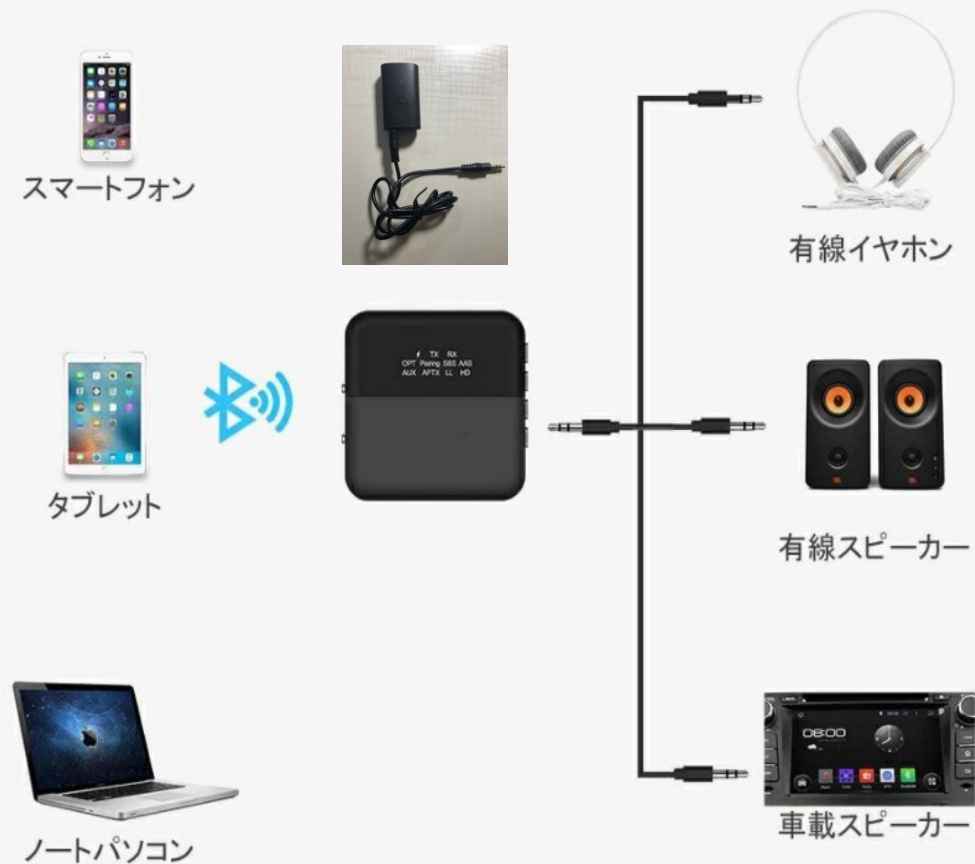 スマートフォン
有線イヤホン
TX RX
OPT Pairing SBS AAS
AUX APTX LL HD
タブレット
有線スピーカー
08:00
車載スピーカー
ノートパソコン